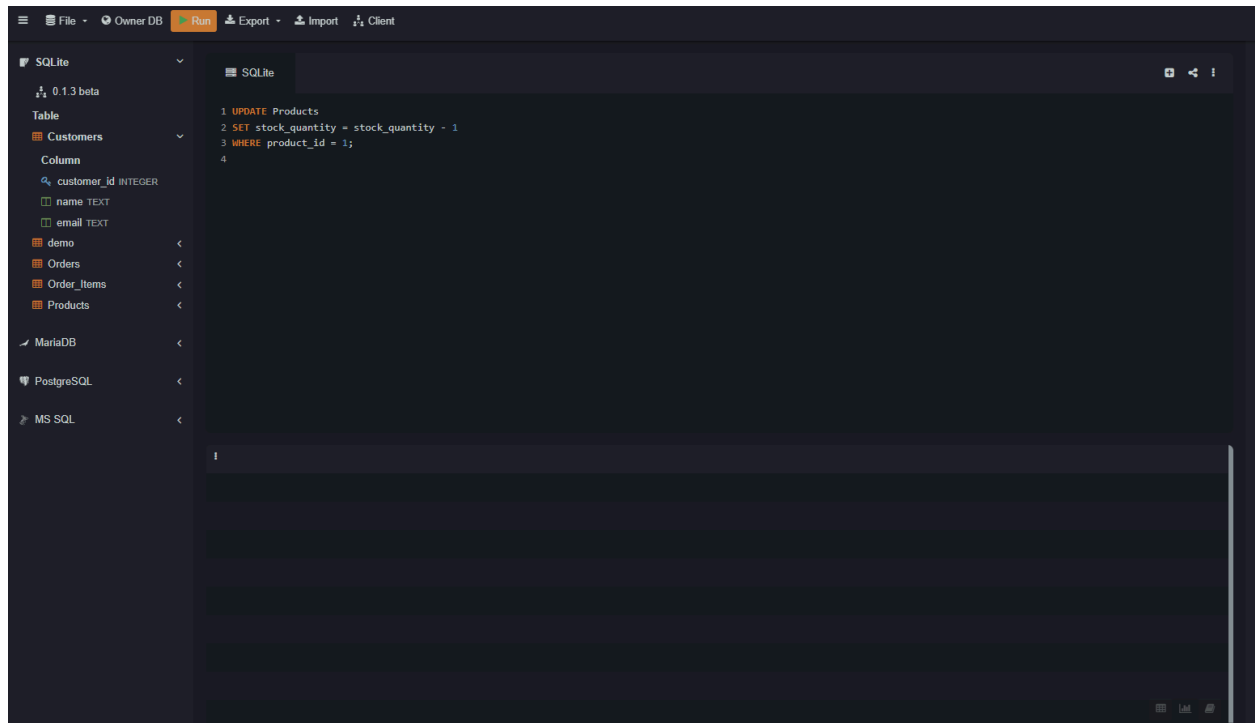 File Owner DB Run Export Import Client
SQLite
0.1.3 beta
Table
Customers
Column
customer_id INTEGER
name TEXT
email TEXT
demo
Orders
Order_Items
Products
MariaDB
PostgreSQL
MS SQL
SQLite
1 UPDATE Products
2 SET stock_quantity = stock_quantity - 1
3 WHERE product_id = 1;
4